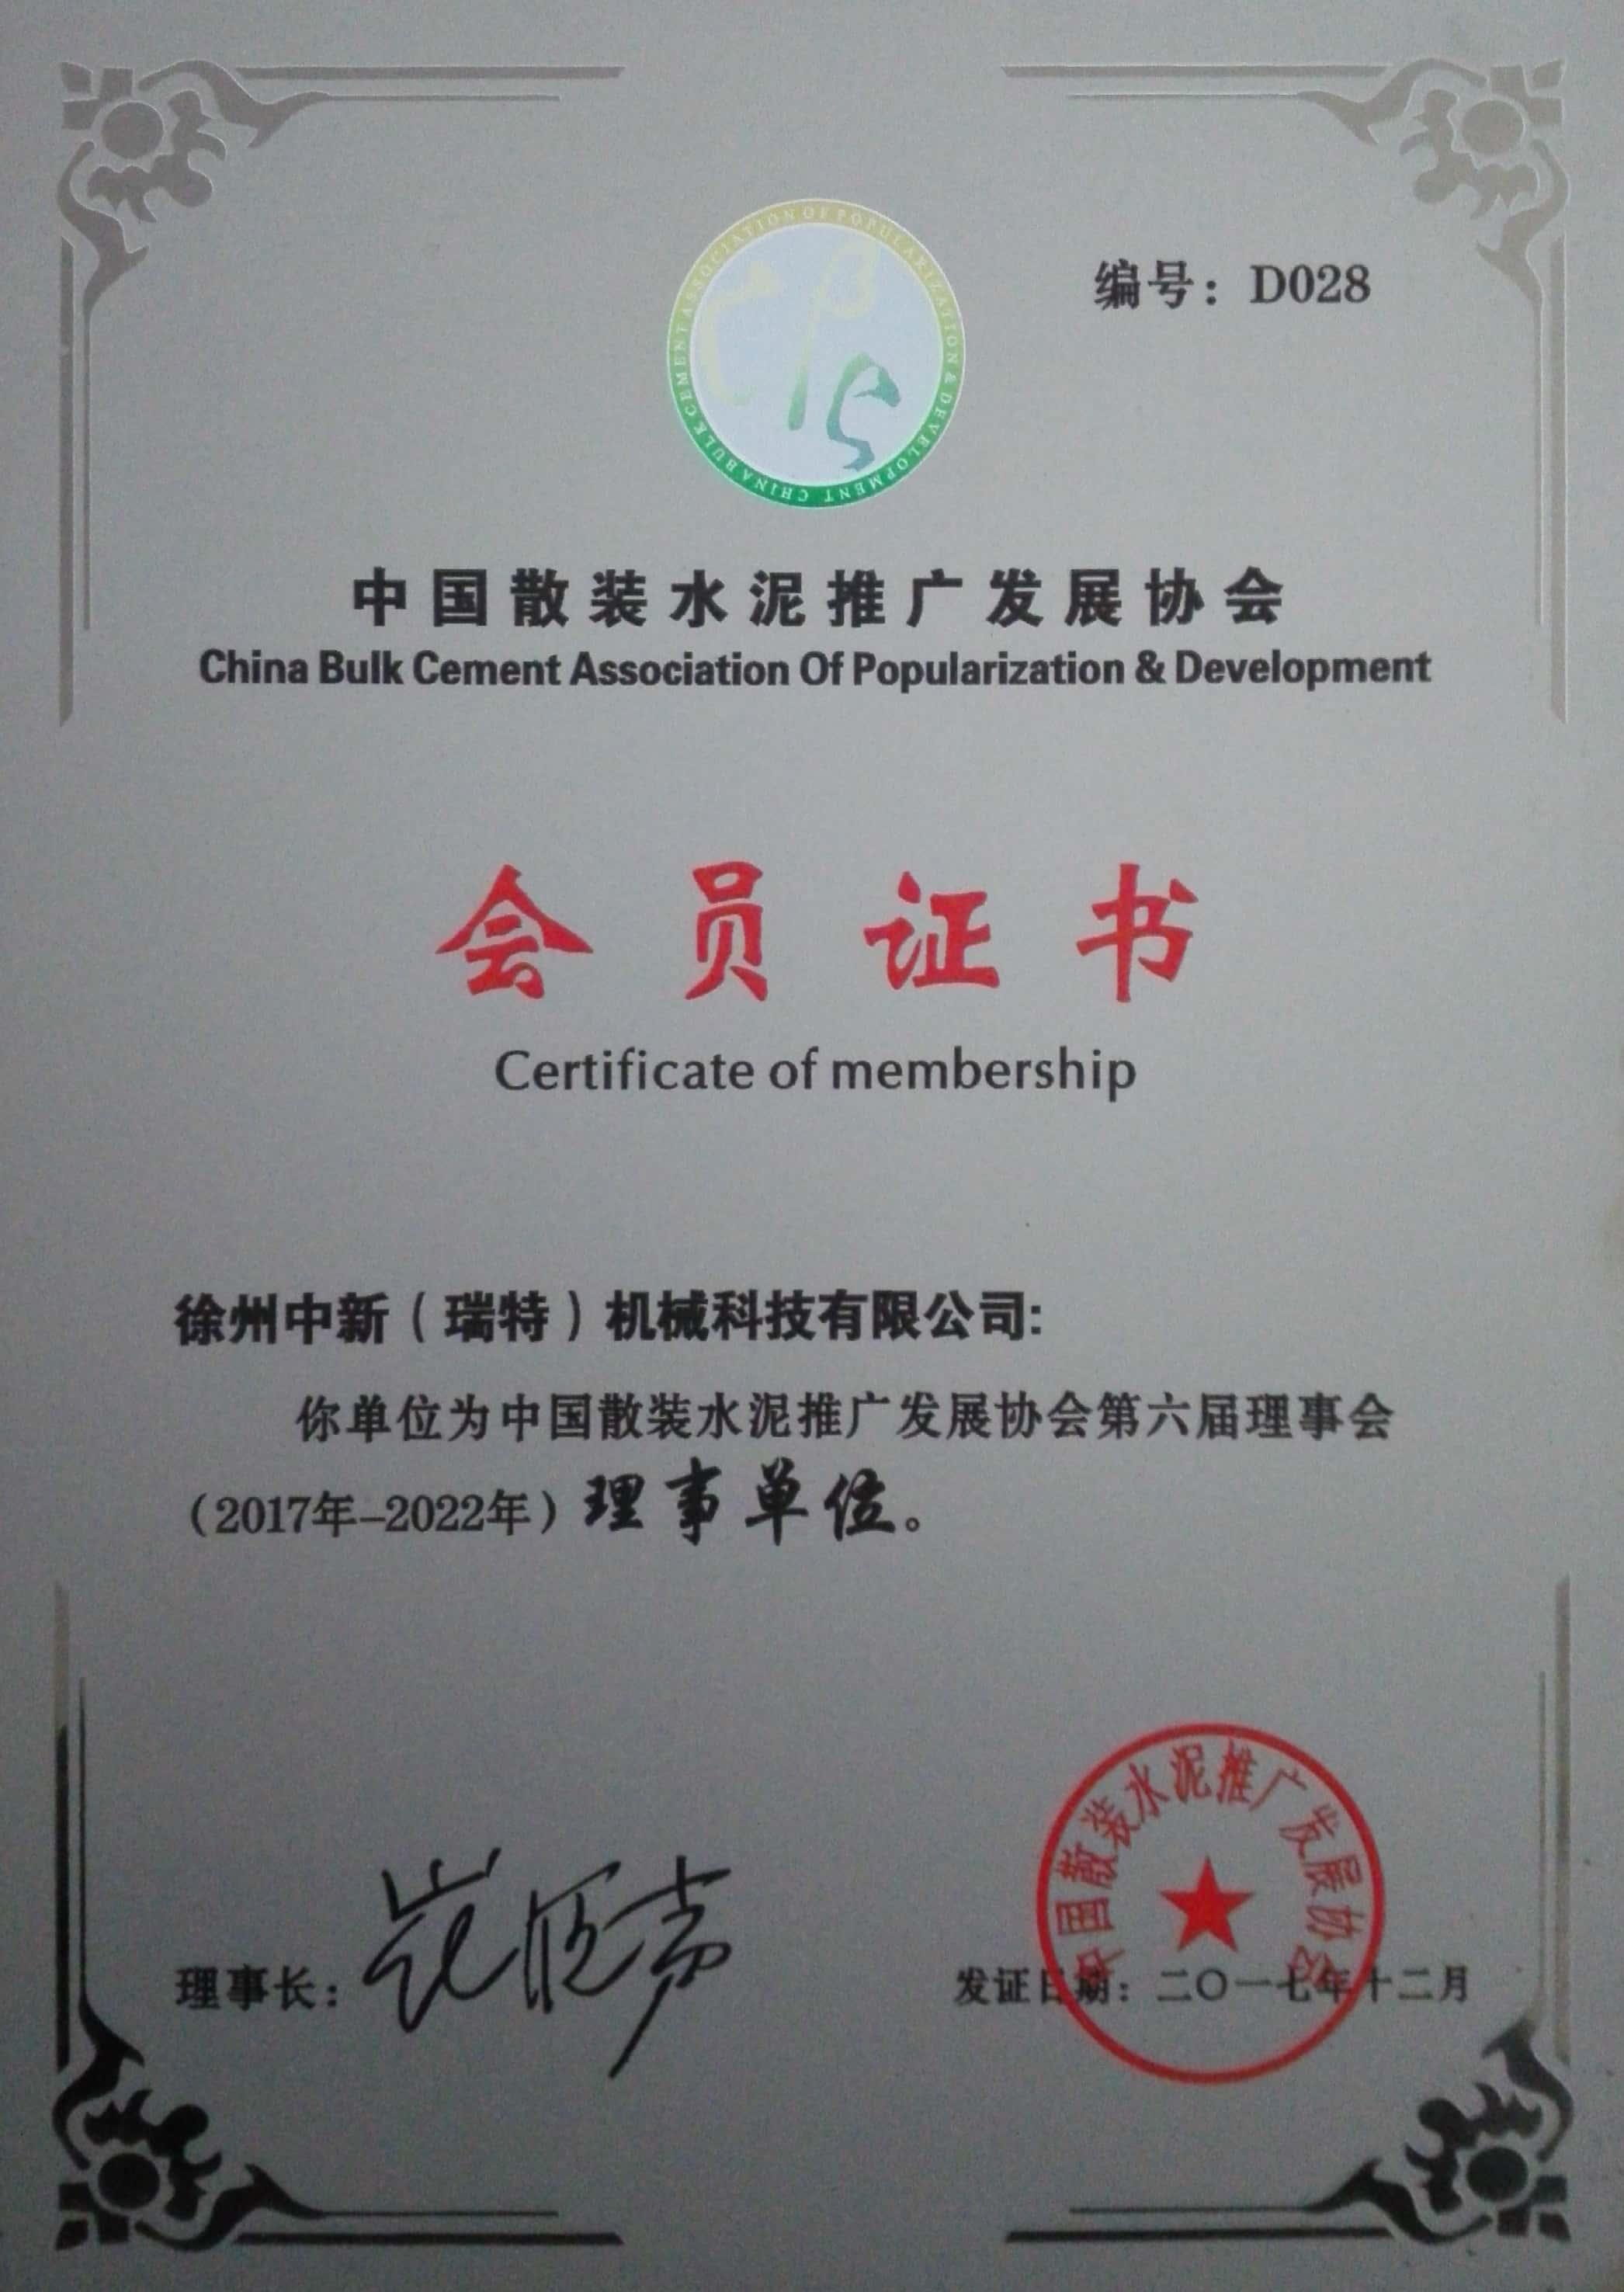 CHINA BULK CEMENT ASSOCIATION OF POPULARIZATION & DEVELOPMENT
编号：D028
中国散装水泥推广发展协会
China Bulk Cement Association Of Popularization & Development
会员证书
Certificate of membership
徐州中新（瑞特）机械科技有限公司:
你单位为中国散装水泥推广发展协会第六届理事会
（2017年–2022年）理事单位。
中国散装水泥推广发展协会
理事长：
发证日期：二〇一七年十二月